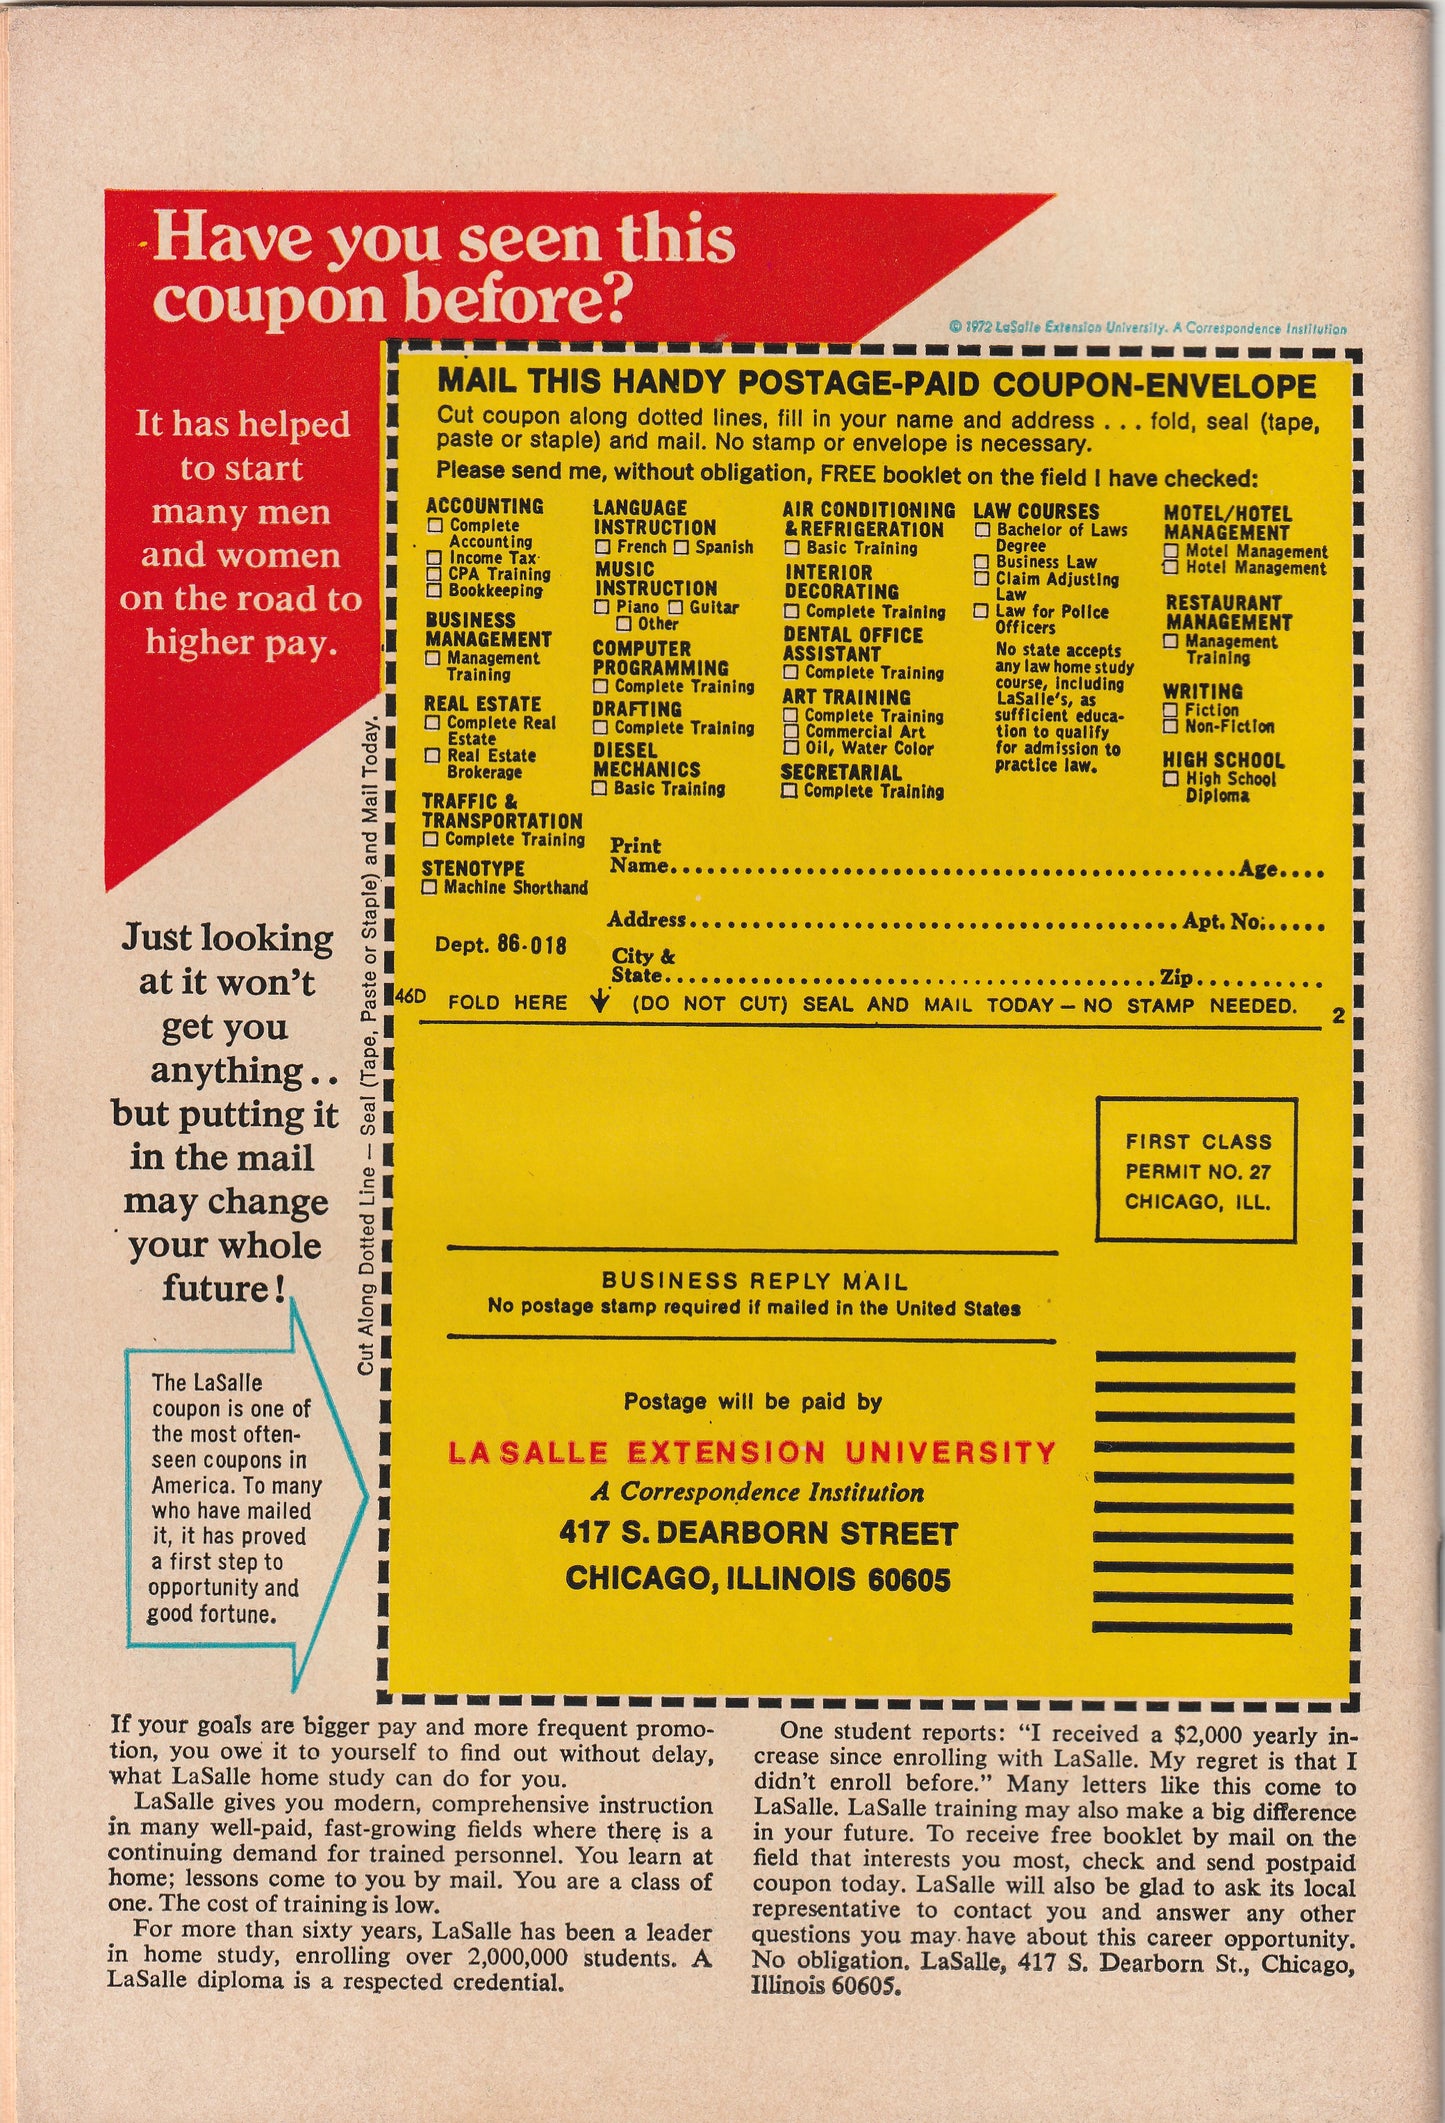 Have you seen this
coupon before?
© 1972 LaSalle Extension University. A Correspondence Institution
It has helped
to start
many men
and women
on the road to
higher pay.
Just looking
at it won't
get you
anything..
but putting it
in the mail
may change
your whole
future!
The LaSalle
coupon is one of
the most often-
seen coupons in
America. To many
who have mailed
it, it has proved
a first step to
opportunity and
good fortune.
Cut Along Dotted Line — Seal (Tape, Paste or Staple) and Mail Today.
MAIL THIS HANDY POSTAGE-PAID COUPON-ENVELOPE
Cut coupon along dotted lines, fill in your name and address . . . fold, seal (tape,
paste or staple) and mail. No stamp or envelope is necessary.
Please send me, without obligation, FREE booklet on the field I have checked:
ACCOUNTING
Complete
Accounting
Income Tax
CPA Training
Bookkeeping
BUSINESS
MANAGEMENT
Management
Training
REAL ESTATE
Complete Real
Estate
Real Estate
Brokerage
TRAFFIC &
TRANSPORTATION
Complete Training
STENOTYPE
Machine Shorthand
LANGUAGE
INSTRUCTION
French Spanish
MUSIC
INSTRUCTION
Piano Guitar
Other
COMPUTER
PROGRAMMING
Complete Training
DRAFTING
Complete Training
DIESEL
MECHANICS
Basic Training
AIR CONDITIONING
& REFRIGERATION
Basic Training
INTERIOR
DECORATING
Complete Training
DENTAL OFFICE
ASSISTANT
Complete Training
ART TRAINING
Complete Training
Commercial Art
Oil, Water Color
SECRETARIAL
Complete Training
LAW COURSES
Bachelor of Laws
Degree
Business Law
Claim Adjusting
Law
Law for Police
Officers
No state accepts
any law home study
course, including
LaSalle's, as
sufficient educa-
tion to qualify
for admission to
practice law.
MOTEL/HOTEL
MANAGEMENT
Motel Management
Hotel Management
RESTAURANT
MANAGEMENT
Management
Training
WRITING
Fiction
Non-Fiction
HIGH SCHOOL
High School
Diploma
Print
Name.....Age....
Address.....Apt. No......
Dept. 86-018
City &
State.....Zip..........
46D FOLD HERE ↓ (DO NOT CUT) SEAL AND MAIL TODAY — NO STAMP NEEDED. 2
FIRST CLASS
PERMIT NO. 27
CHICAGO, ILL.
BUSINESS REPLY MAIL
No postage stamp required if mailed in the United States
Postage will be paid by
LA SALLE EXTENSION UNIVERSITY
A Correspondence Institution
417 S. DEARBORN STREET
CHICAGO, ILLINOIS 60605
If your goals are bigger pay and more frequent promo-
tion, you owe it to yourself to find out without delay,
what LaSalle home study can do for you.
LaSalle gives you modern, comprehensive instruction
in many well-paid, fast-growing fields where there is a
continuing demand for trained personnel. You learn at
home; lessons come to you by mail. You are a class of
one. The cost of training is low.
For more than sixty years, LaSalle has been a leader
in home study, enrolling over 2,000,000 students. A
LaSalle diploma is a respected credential.
One student reports: "I received a $2,000 yearly in-
crease since enrolling with LaSalle. My regret is that I
didn't enroll before." Many letters like this come to
LaSalle. LaSalle training may also make a big difference
in your future. To receive free booklet by mail on the
field that interests you most, check and send postpaid
coupon today. LaSalle will also be glad to ask its local
representative to contact you and answer any other
questions you may have about this career opportunity.
No obligation. LaSalle, 417 S. Dearborn St., Chicago,
Illinois 60605.